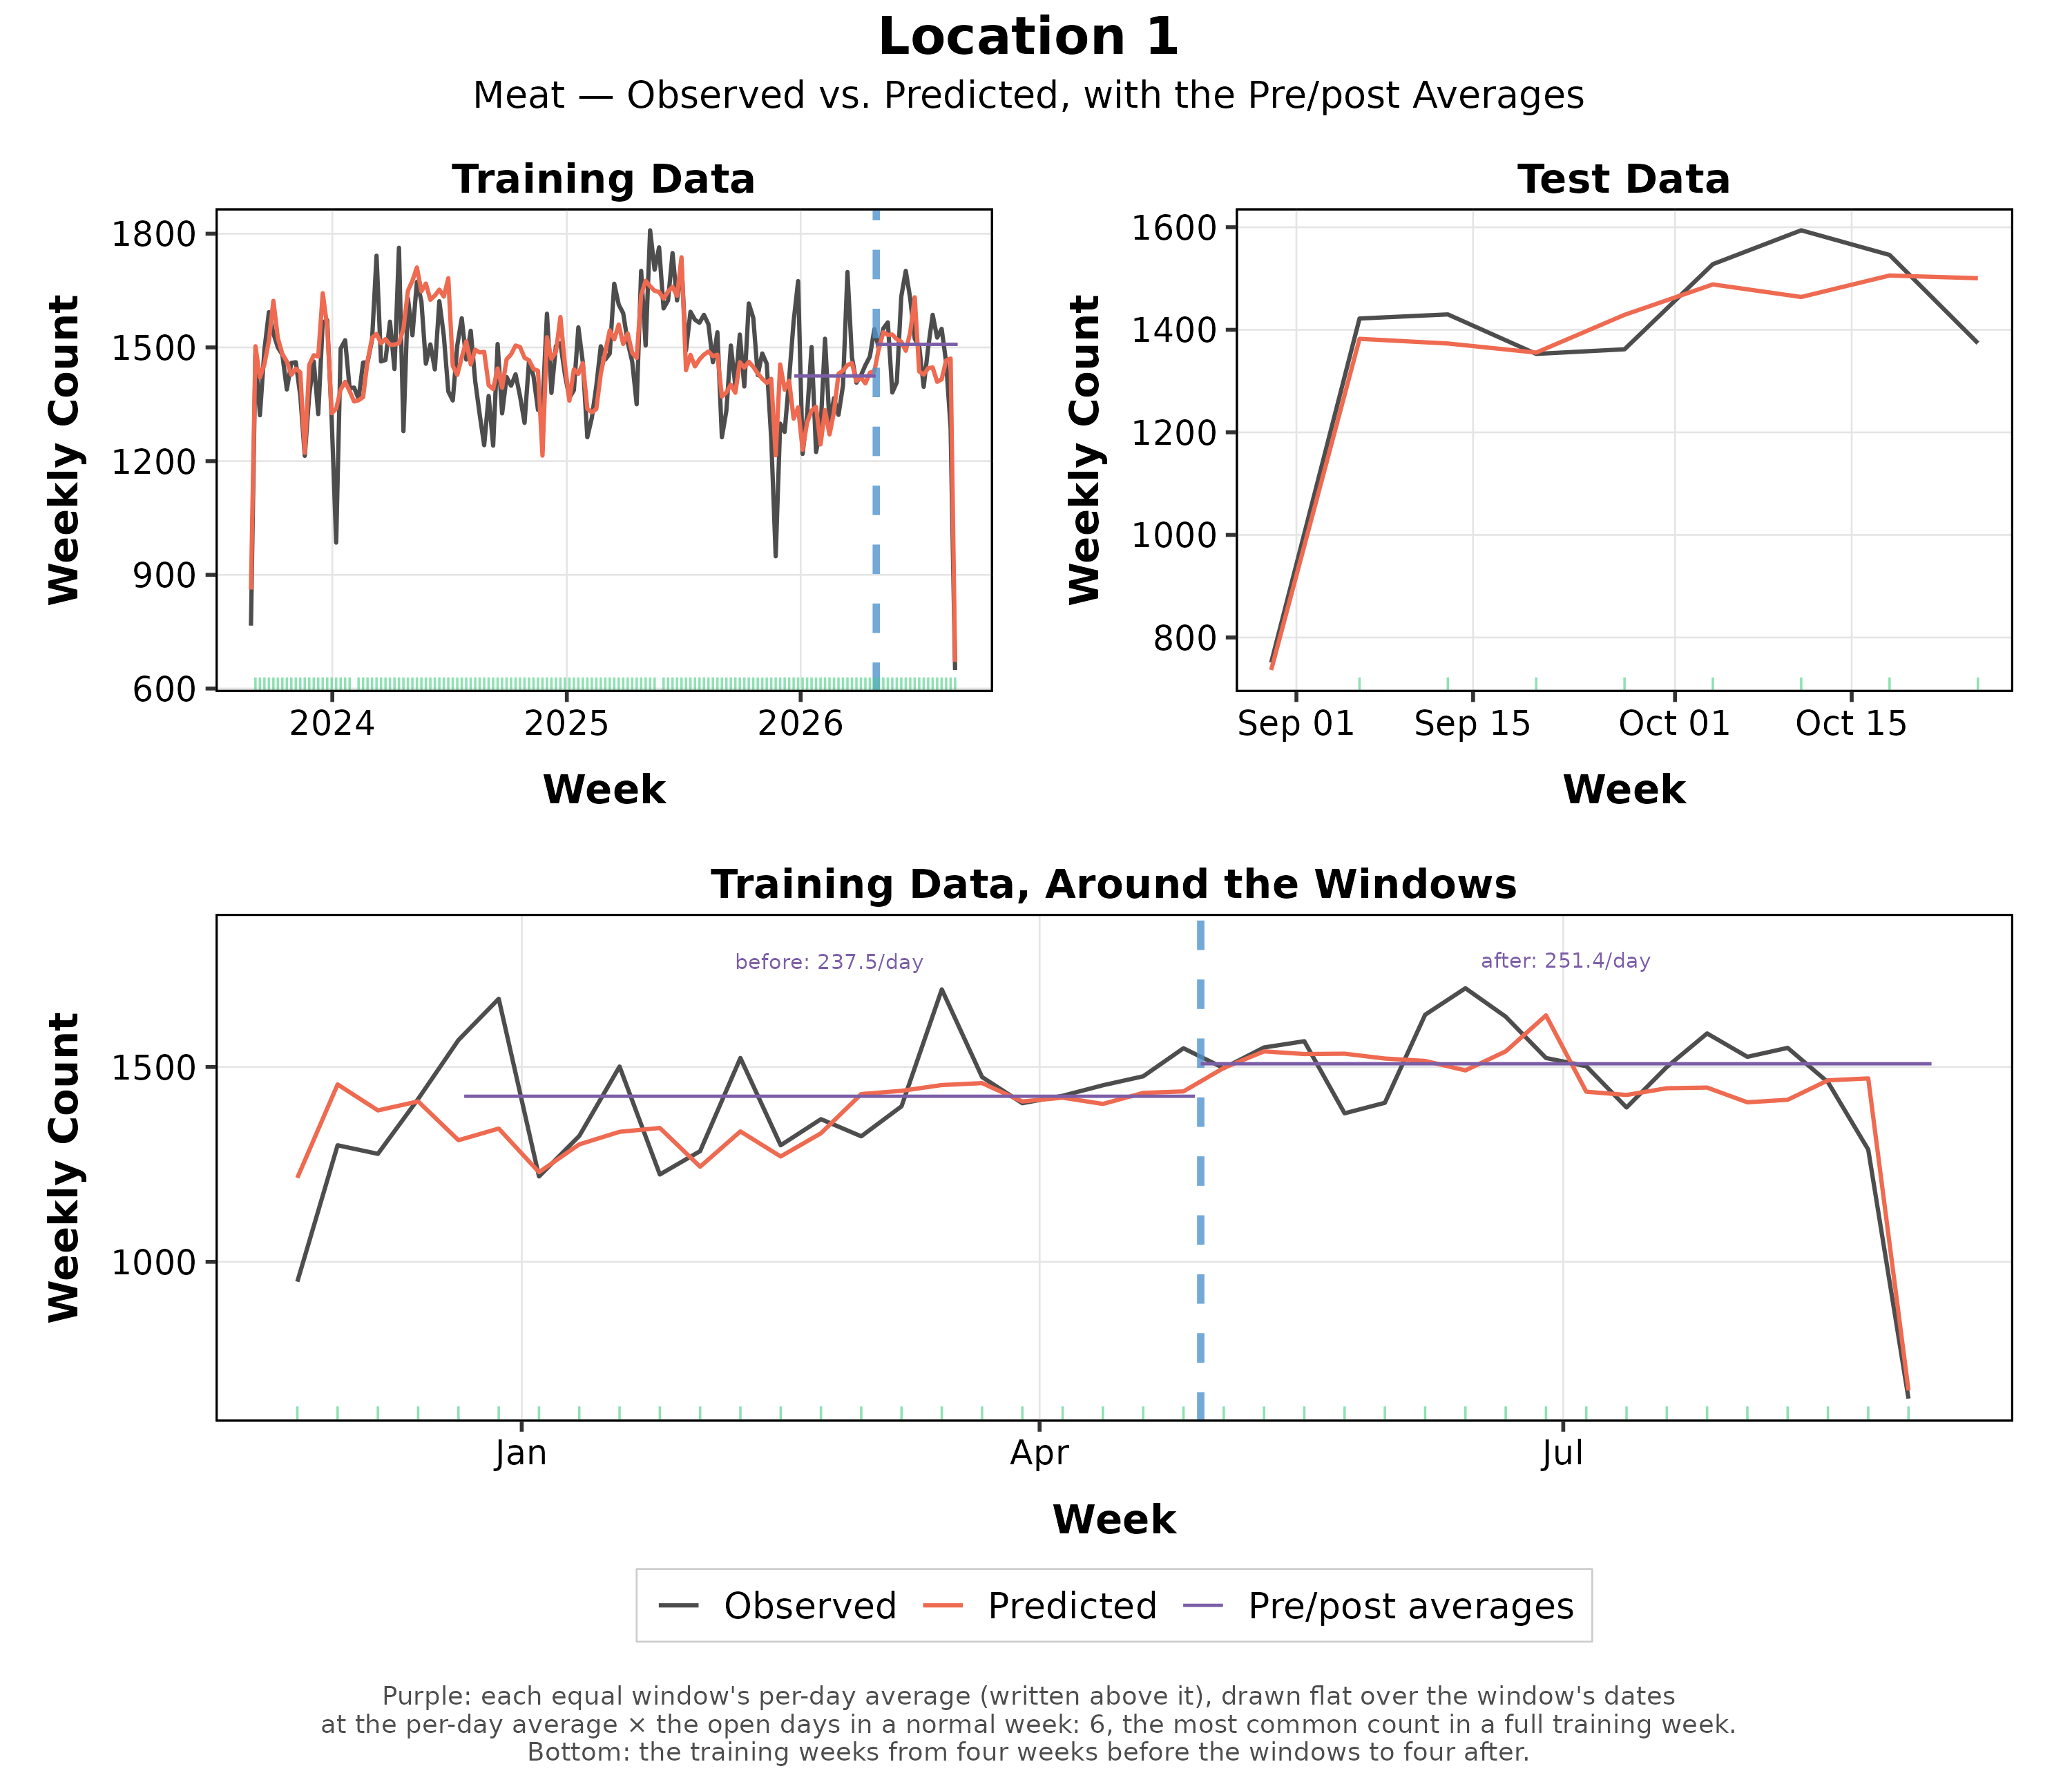 Location 1
Meat — Observed vs. Predicted, with the Pre/post Averages
Training Data
Weekly Count
1800
1500
1200
900
600
2024
2025
2026
Week
Test Data
Weekly Count
1600
1400
1200
1000
800
Sep 01
Sep 15
Oct 01
Oct 15
Week
Training Data, Around the Windows
Weekly Count
1500
1000
before: 237.5/day
after: 251.4/day
Jan
Apr
Jul
Week
Observed
Predicted
Pre/post averages
Purple: each equal window's per-day average (written above it), drawn flat over the window's dates
at the per-day average × the open days in a normal week: 6, the most common count in a full training week.
Bottom: the training weeks from four weeks before the windows to four after.